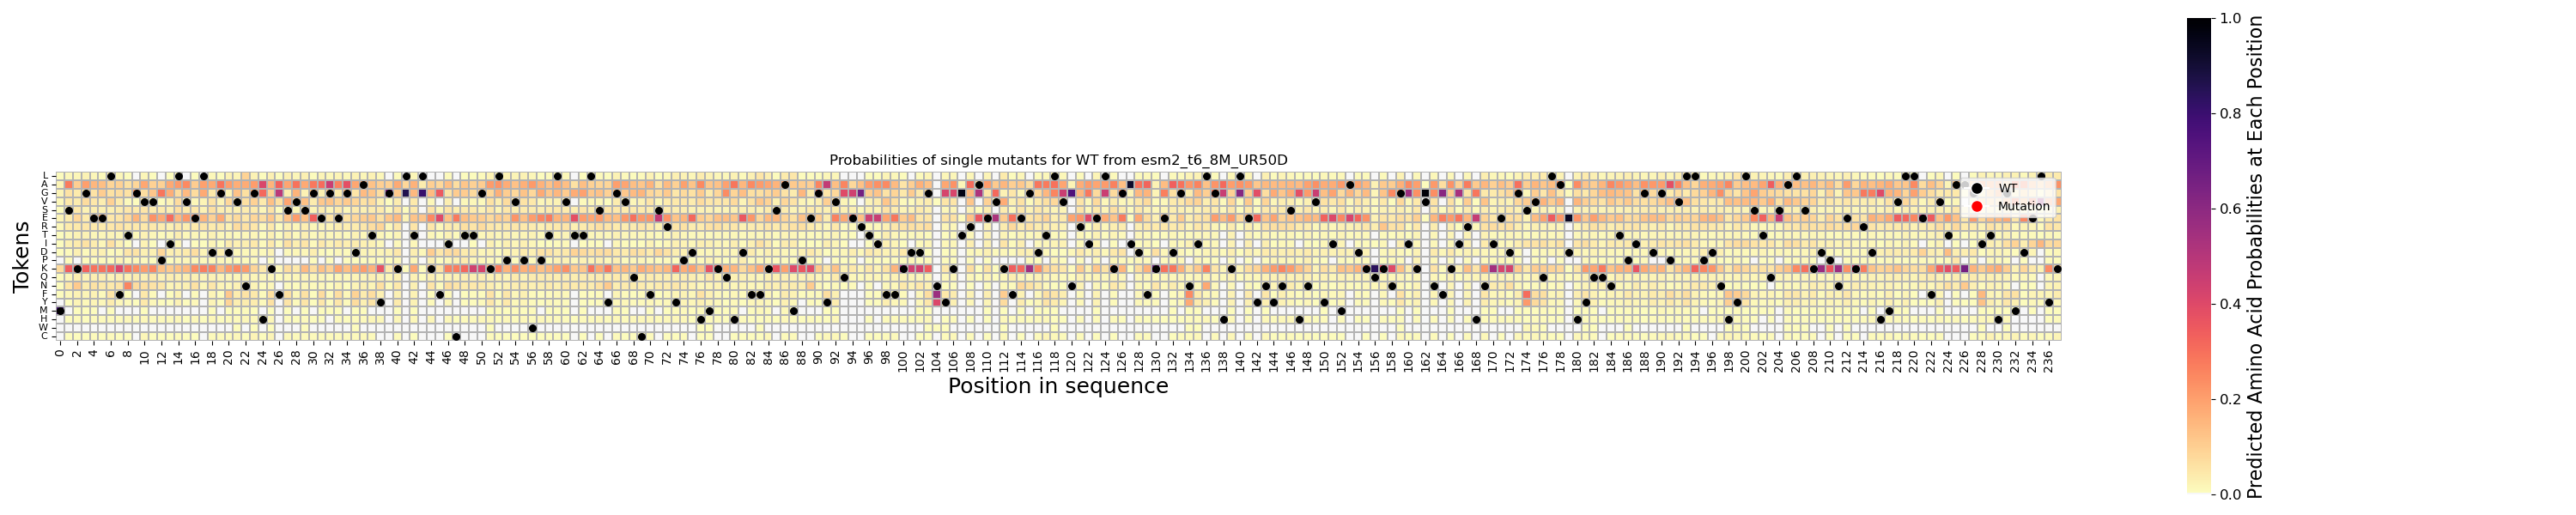 Probabilities of single mutants for WT from esm2_t6_8M_UR50D
Tokens
L
A
G
V
S
E
R
T
I
D
P
K
Q
N
F
Y
M
H
W
C
WT
Mutation
0 2 4 6 8 10 12 14 16 18 20 22 24 26 28 30 32 34 36 38 40 42 44 46 48 50 52 54 56 58 60 62 64 66 68 70 72 74 76 78 80 82 84 86 88 90 92 94 96 98 100 102 104 106 108 110 112 114 116 118 120 122 124 126 128 130 132 134 136 138 140 142 144 146 148 150 152 154 156 158 160 162 164 166 168 170 172 174 176 178 180 182 184 186 188 190 192 194 196 198 200 202 204 206 208 210 212 214 216 218 220 222 224 226 228 230 232 234 236
Position in sequence
1.0
0.8
0.6
0.4
0.2
0.0
Predicted Amino Acid Probabilities at Each Position